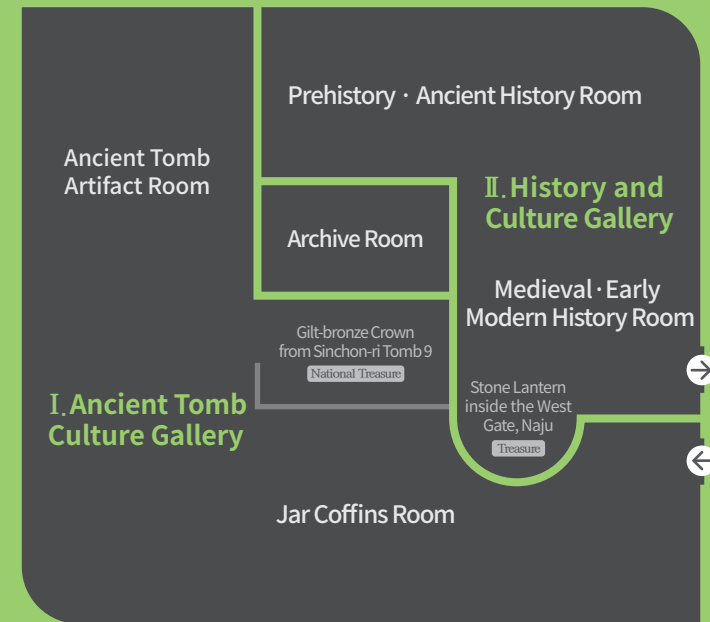 Prehistory · Ancient History Room
Ancient Tomb
Artifact Room
Ⅱ.History and
Culture Gallery
Archive Room
Medieval·Early
Modern History Room
Gilt-bronze Crown
from Sinchon-ri Tomb 9
National Treasure
Stone Lantern
inside the West
Gate, Naju
Treasure
Ⅰ.Ancient Tomb
Culture Gallery
Jar Coffins Room